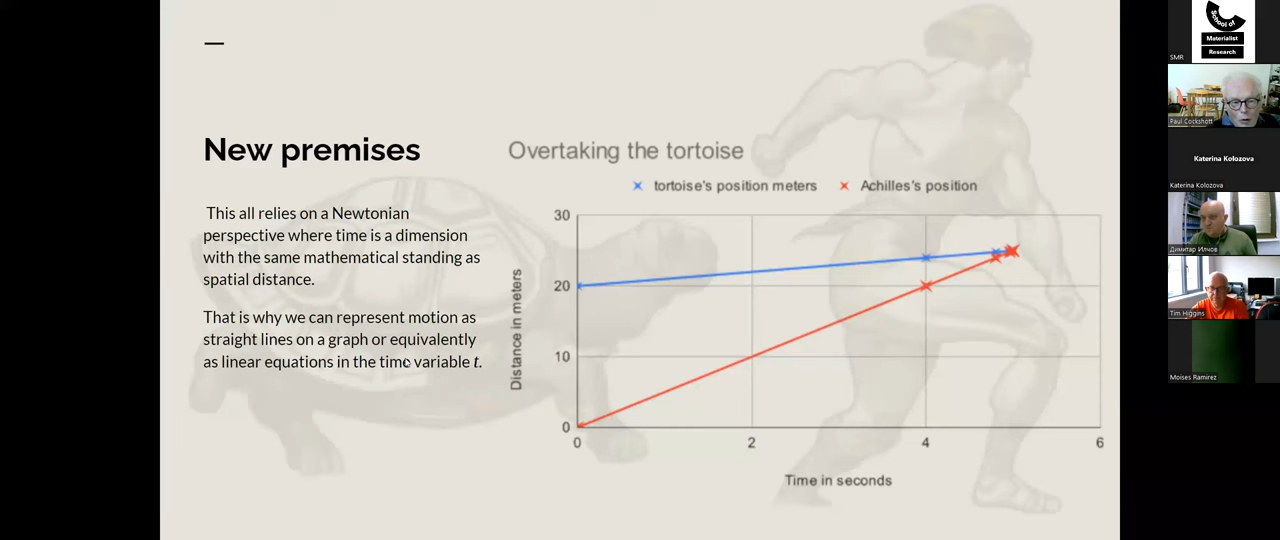 New premises
This all relies on a Newtonian
perspective where time is a dimension
with the same mathematical standing as
spatial distance.
That is why we can represent motion as
straight lines on a graph or equivalently
as linear equations in the time variable t.
Overtaking the tortoise
tortoise's position meters
Achilles's position
Distance in meters
30
20
10
0
0
2
4
6
Time in seconds
School of
Materialist
Research
SMR
Paul Cockshott
Katerina Kolozova
Katerina Kolozova
Димитар Илчов
Tim Higgins
Moises Ramirez